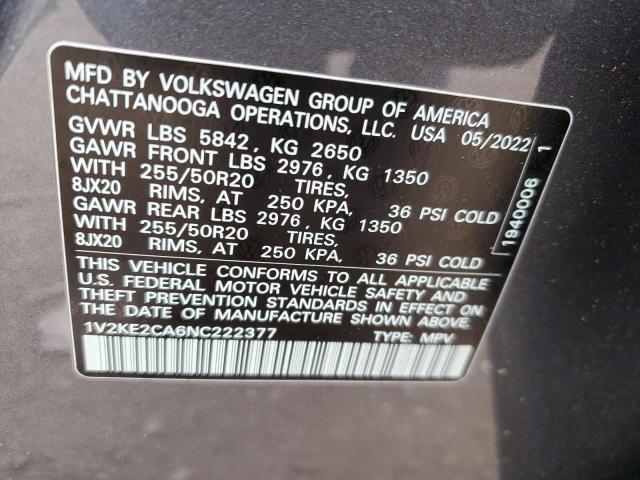 MFD BY VOLKSWAGEN GROUP OF AMERICA
CHATTANOOGA OPERATIONS, LLC. USA 05/2022
GVWR LBS 5842, KG 2650
GAWR FRONT LBS 2976, KG 1350
WITH 255/50R20 TIRES,
8JX20 RIMS, AT 250 KPA, 36 PSI COLD
GAWR REAR LBS 2976, KG 1350
WITH 255/50R20 TIRES,
8JX20 RIMS, AT 250 KPA, 36 PSI COLD
THIS VEHICLE CONFORMS TO ALL APPLICABLE
U.S. FEDERAL MOTOR VEHICLE SAFETY AND
THEFT PREVENTION STANDARDS IN EFFECT ON
THE DATE OF MANUFACTURE SHOWN ABOVE.
1V2KE2CA6NC222377 TYPE: MPV
1940006 1